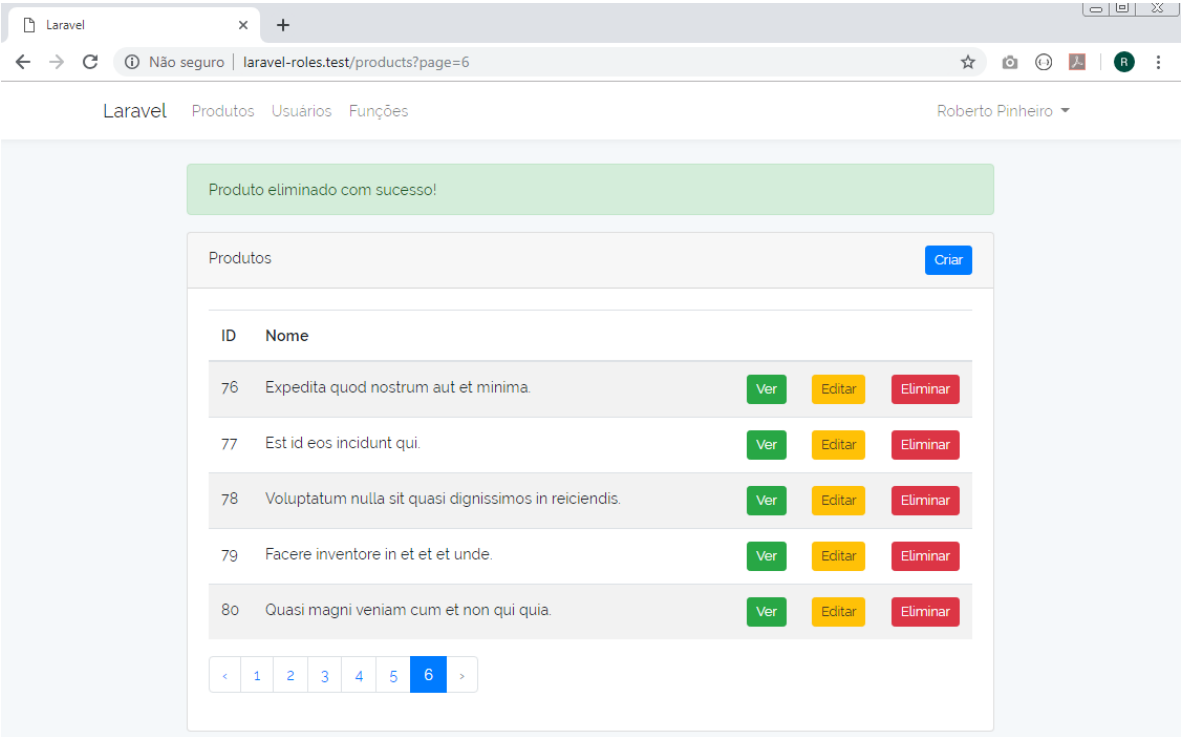 Laravel
Não seguro | laravel-roles.test/products?page=6
R
Laravel Produtos Usuários Funções Roberto Pinheiro
Produto eliminado com sucesso!
Produtos Criar
ID Nome
76 Expedita quod nostrum aut et minima. Ver Editar Eliminar
77 Est id eos incidunt qui. Ver Editar Eliminar
78 Voluptatum nulla sit quasi dignissimos in reiciendis. Ver Editar Eliminar
79 Facere inventore in et et et unde. Ver Editar Eliminar
80 Quasi magni veniam cum et non qui quia. Ver Editar Eliminar
‹ 1 2 3 4 5 6 ›